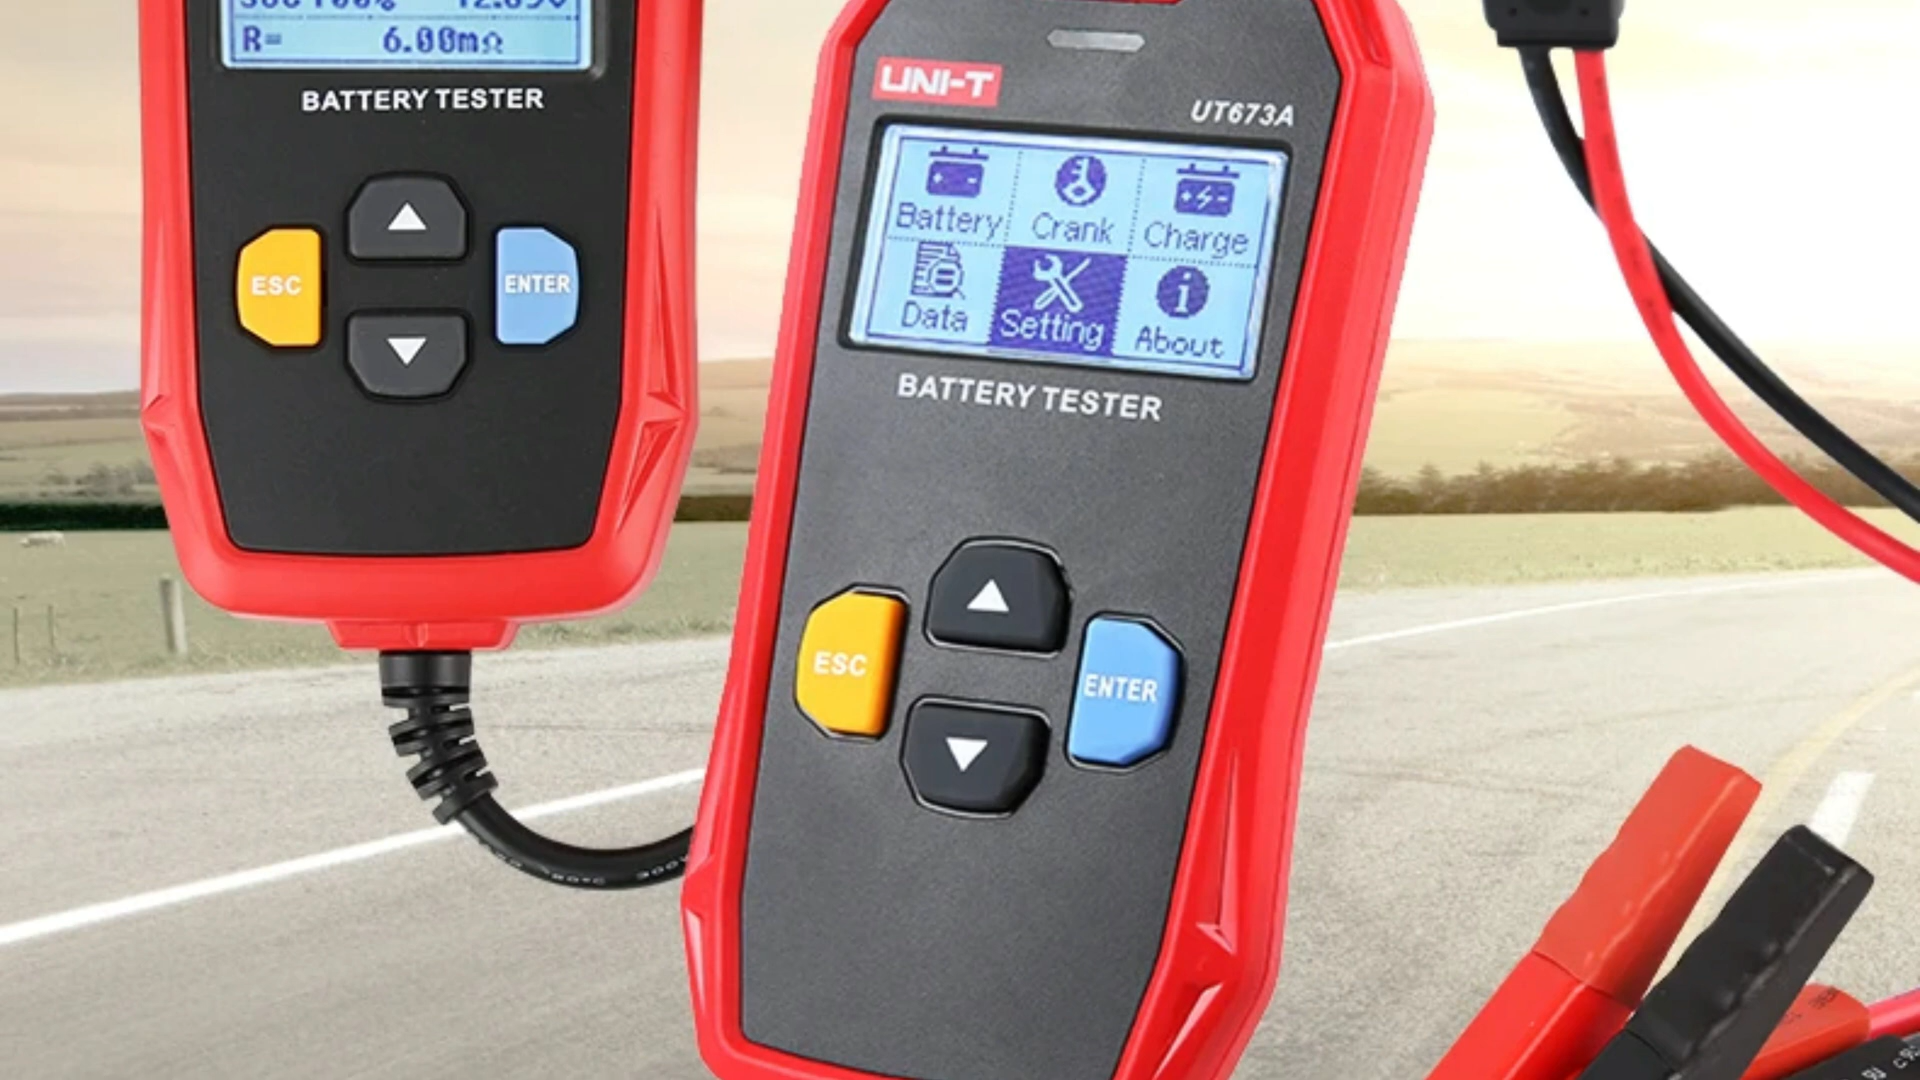 R= 6.00mΩ
BATTERY TESTER
ESC
ENTER
UNI-T
UT673A
Battery Crank Charge
Data Setting About
BATTERY TESTER
ESC
ENTER